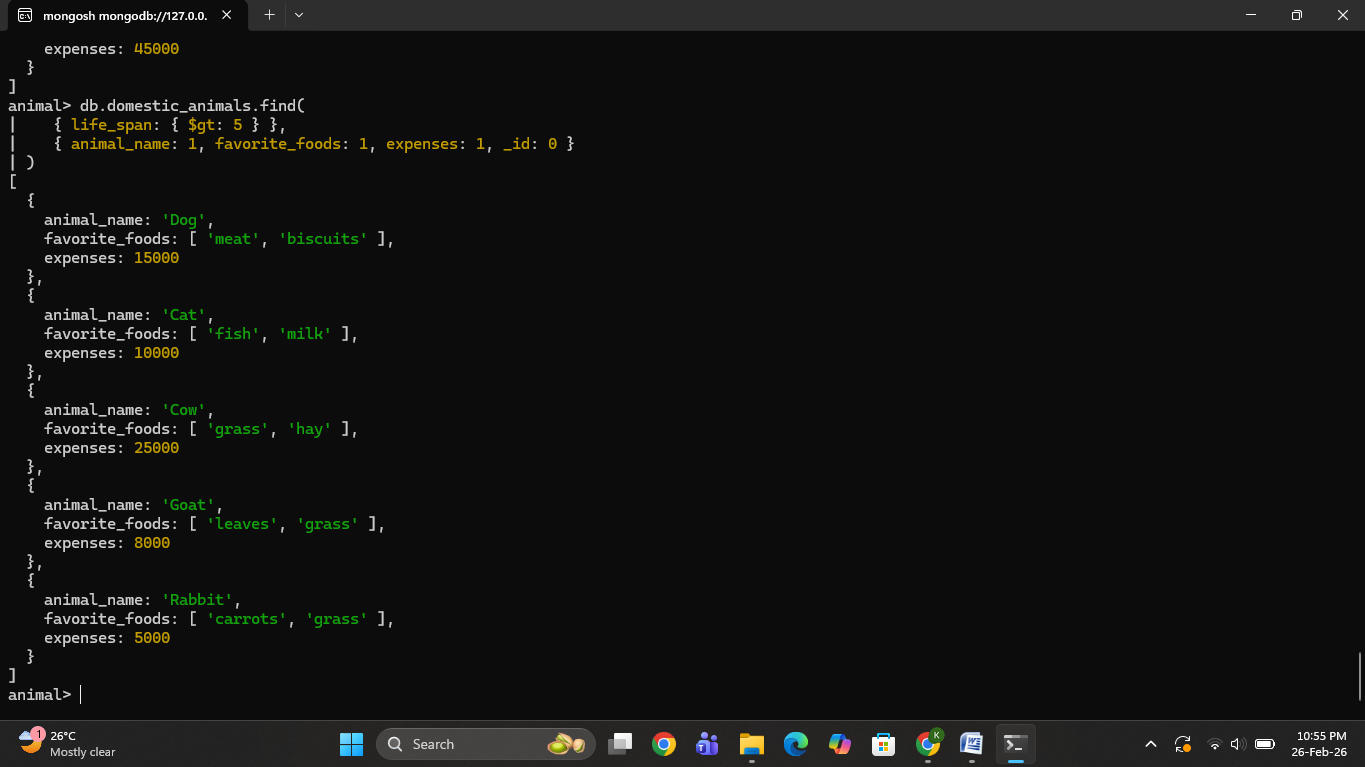 mongosh mongodb://127.0.0.
    expenses: 45000
  }
]
animal> db.domestic_animals.find(
|    { life_span: { $gt: 5 } },
|    { animal_name: 1, favorite_foods: 1, expenses: 1, _id: 0 }
| )
[
  {
    animal_name: 'Dog',
    favorite_foods: [ 'meat', 'biscuits' ],
    expenses: 15000
  },
  {
    animal_name: 'Cat',
    favorite_foods: [ 'fish', 'milk' ],
    expenses: 10000
  },
  {
    animal_name: 'Cow',
    favorite_foods: [ 'grass', 'hay' ],
    expenses: 25000
  },
  {
    animal_name: 'Goat',
    favorite_foods: [ 'leaves', 'grass' ],
    expenses: 8000
  },
  {
    animal_name: 'Rabbit',
    favorite_foods: [ 'carrots', 'grass' ],
    expenses: 5000
  }
]
animal>
1
26°C
Mostly clear
Search
K
10:55 PM
26-Feb-26